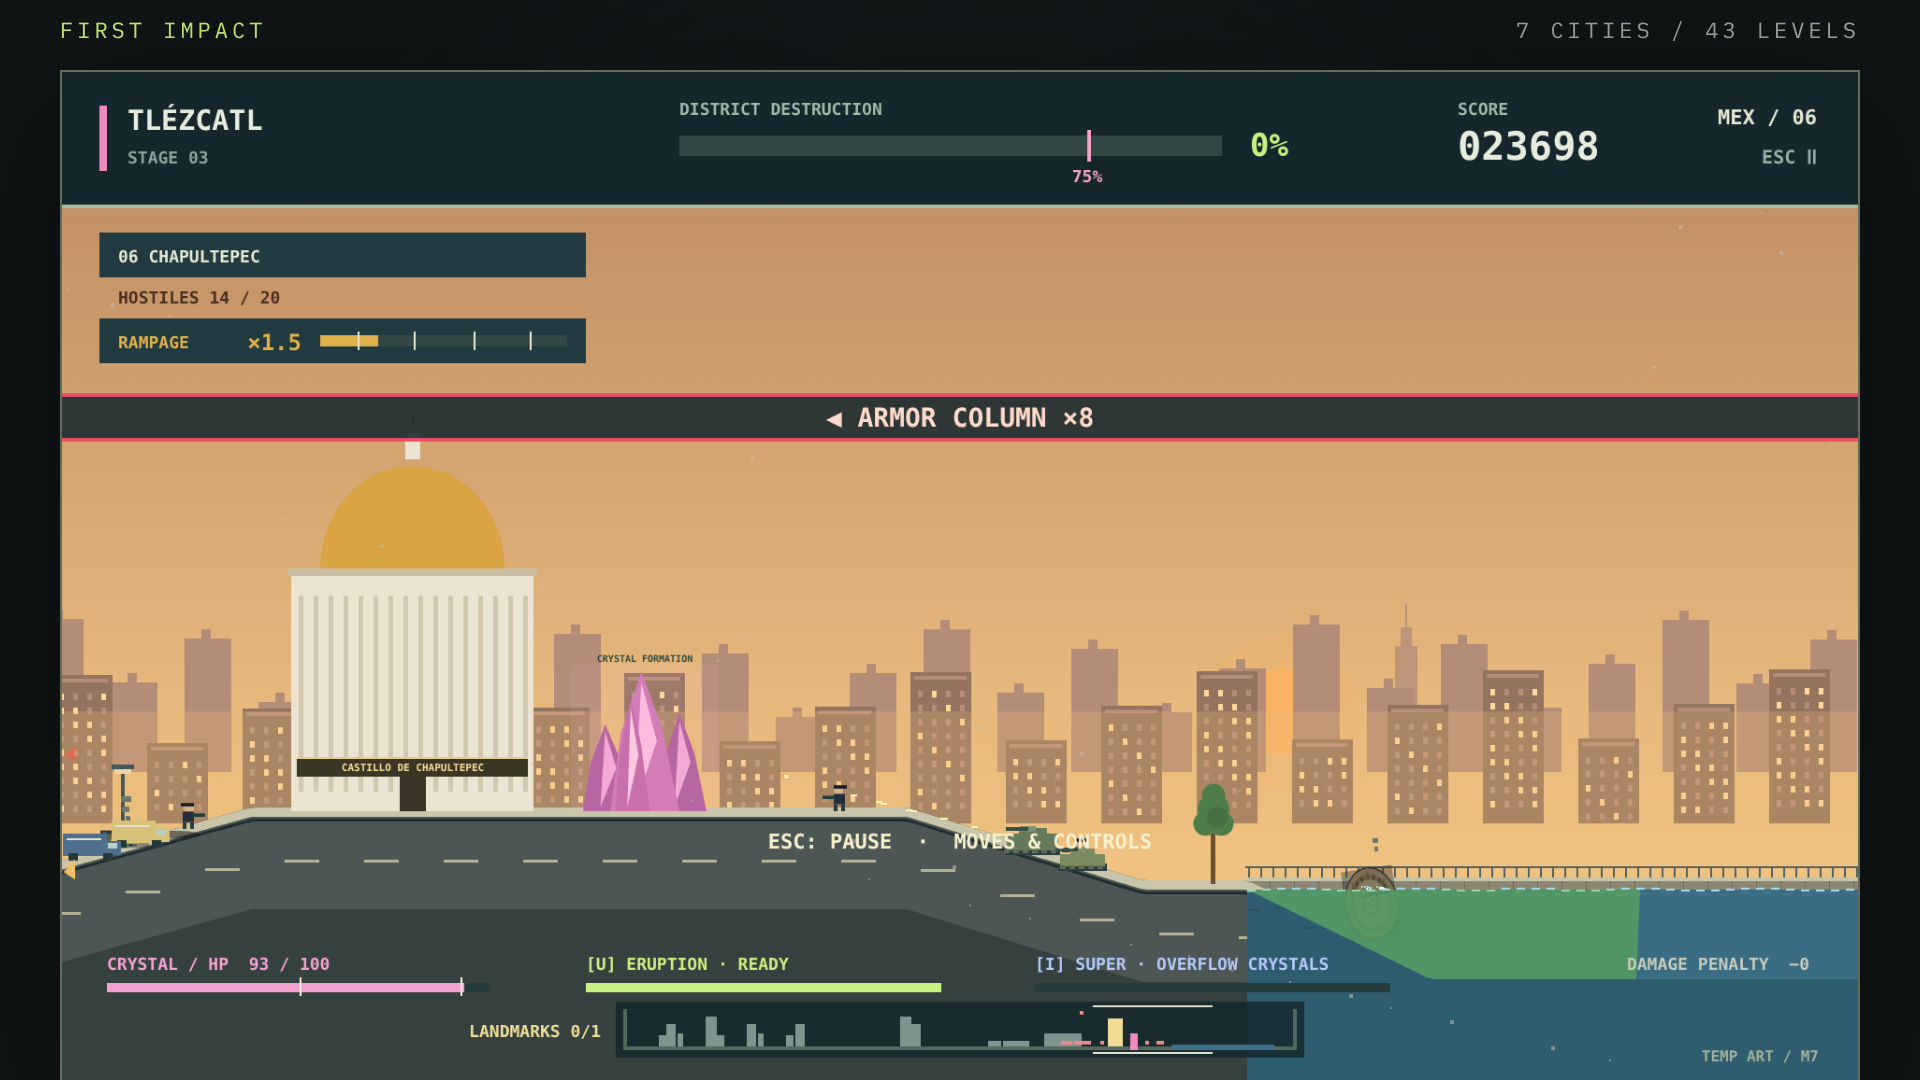 FIRST IMPACT
7 CITIES / 43 LEVELS
TLÉZCATL
STAGE 03
DISTRICT DESTRUCTION
0%
75%
SCORE
023698
MEX / 06
ESC II
06 CHAPULTEPEC
HOSTILES 14 / 20
RAMPAGE ×1.5
◀ ARMOR COLUMN ×8
CRYSTAL FORMATION
CASTILLO DE CHAPULTEPEC
ESC: PAUSE · MOVES & CONTROLS
CRYSTAL / HP 93 / 100
[U] ERUPTION · READY
[I] SUPER · OVERFLOW CRYSTALS
DAMAGE PENALTY −0
LANDMARKS 0/1
TEMP ART / M7